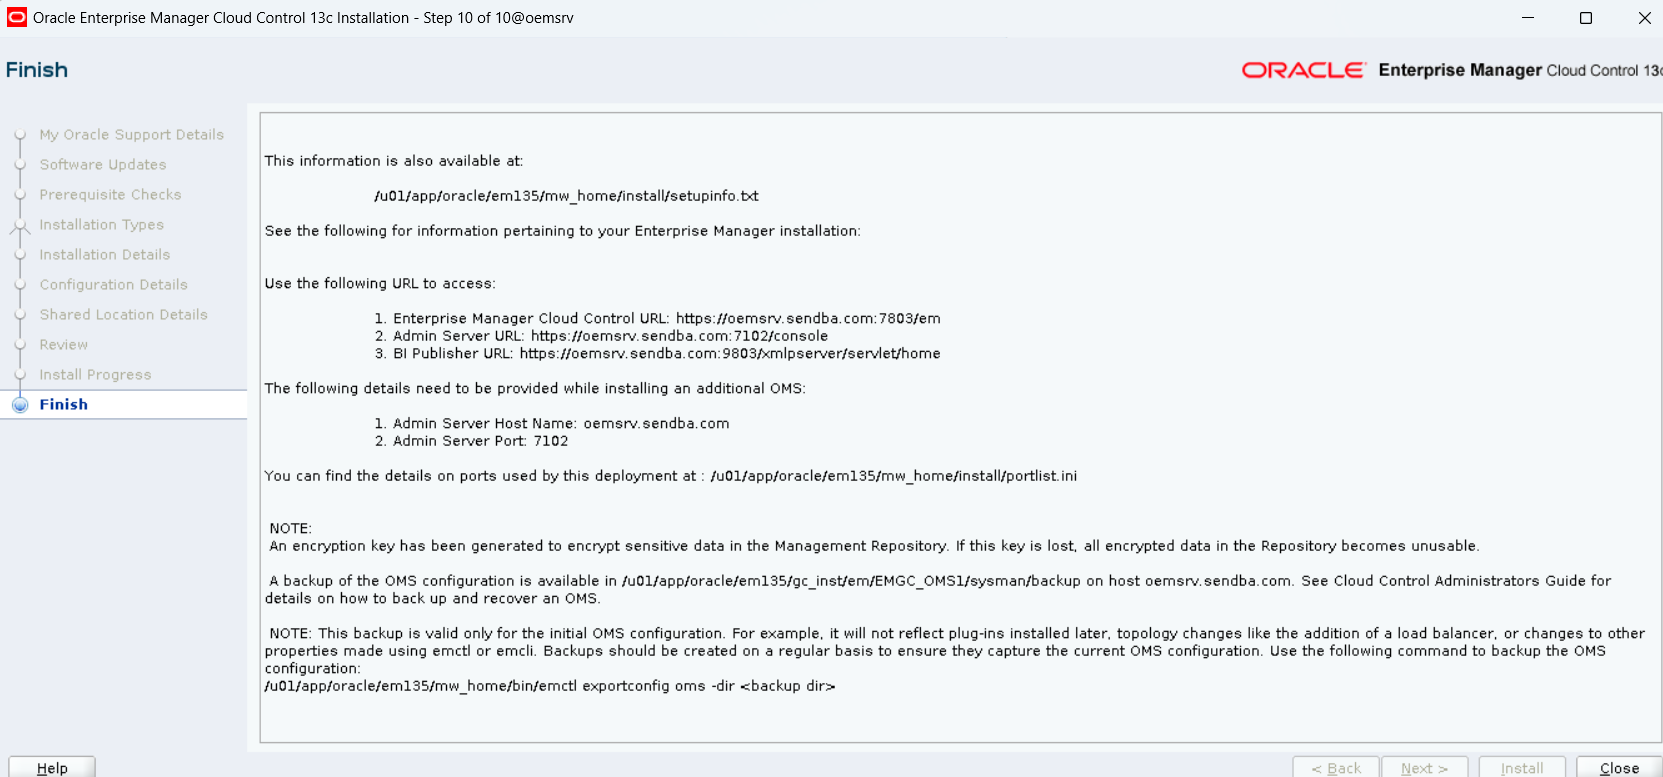 Oracle Enterprise Manager Cloud Control 13c Installation - Step 10 of 10@oemsrv
Finish
ORACLE Enterprise Manager Cloud Control 13c
My Oracle Support Details
Software Updates
Prerequisite Checks
Installation Types
Installation Details
Configuration Details
Shared Location Details
Review
Install Progress
Finish
This information is also available at:
/u01/app/oracle/em135/mw_home/install/setupinfo.txt
See the following for information pertaining to your Enterprise Manager installation:
Use the following URL to access:
1. Enterprise Manager Cloud Control URL: https://oemsrv.sendba.com:7803/em
2. Admin Server URL: https://oemsrv.sendba.com:7102/console
3. BI Publisher URL: https://oemsrv.sendba.com:9803/xmlpserver/servlet/home
The following details need to be provided while installing an additional OMS:
1. Admin Server Host Name: oemsrv.sendba.com
2. Admin Server Port: 7102
You can find the details on ports used by this deployment at : /u01/app/oracle/em135/mw_home/install/portlist.ini
NOTE:
An encryption key has been generated to encrypt sensitive data in the Management Repository. If this key is lost, all encrypted data in the Repository becomes unusable.
A backup of the OMS configuration is available in /u01/app/oracle/em135/gc_inst/em/EMGC_OMS1/sysman/backup on host oemsrv.sendba.com. See Cloud Control Administrators Guide for
details on how to back up and recover an OMS.
NOTE: This backup is valid only for the initial OMS configuration. For example, it will not reflect plug-ins installed later, topology changes like the addition of a load balancer, or changes to other
properties made using emctl or emcli. Backups should be created on a regular basis to ensure they capture the current OMS configuration. Use the following command to backup the OMS
configuration:
/u01/app/oracle/em135/mw_home/bin/emctl exportconfig oms -dir <backup dir>
Help
< Back
Next >
Install
Close